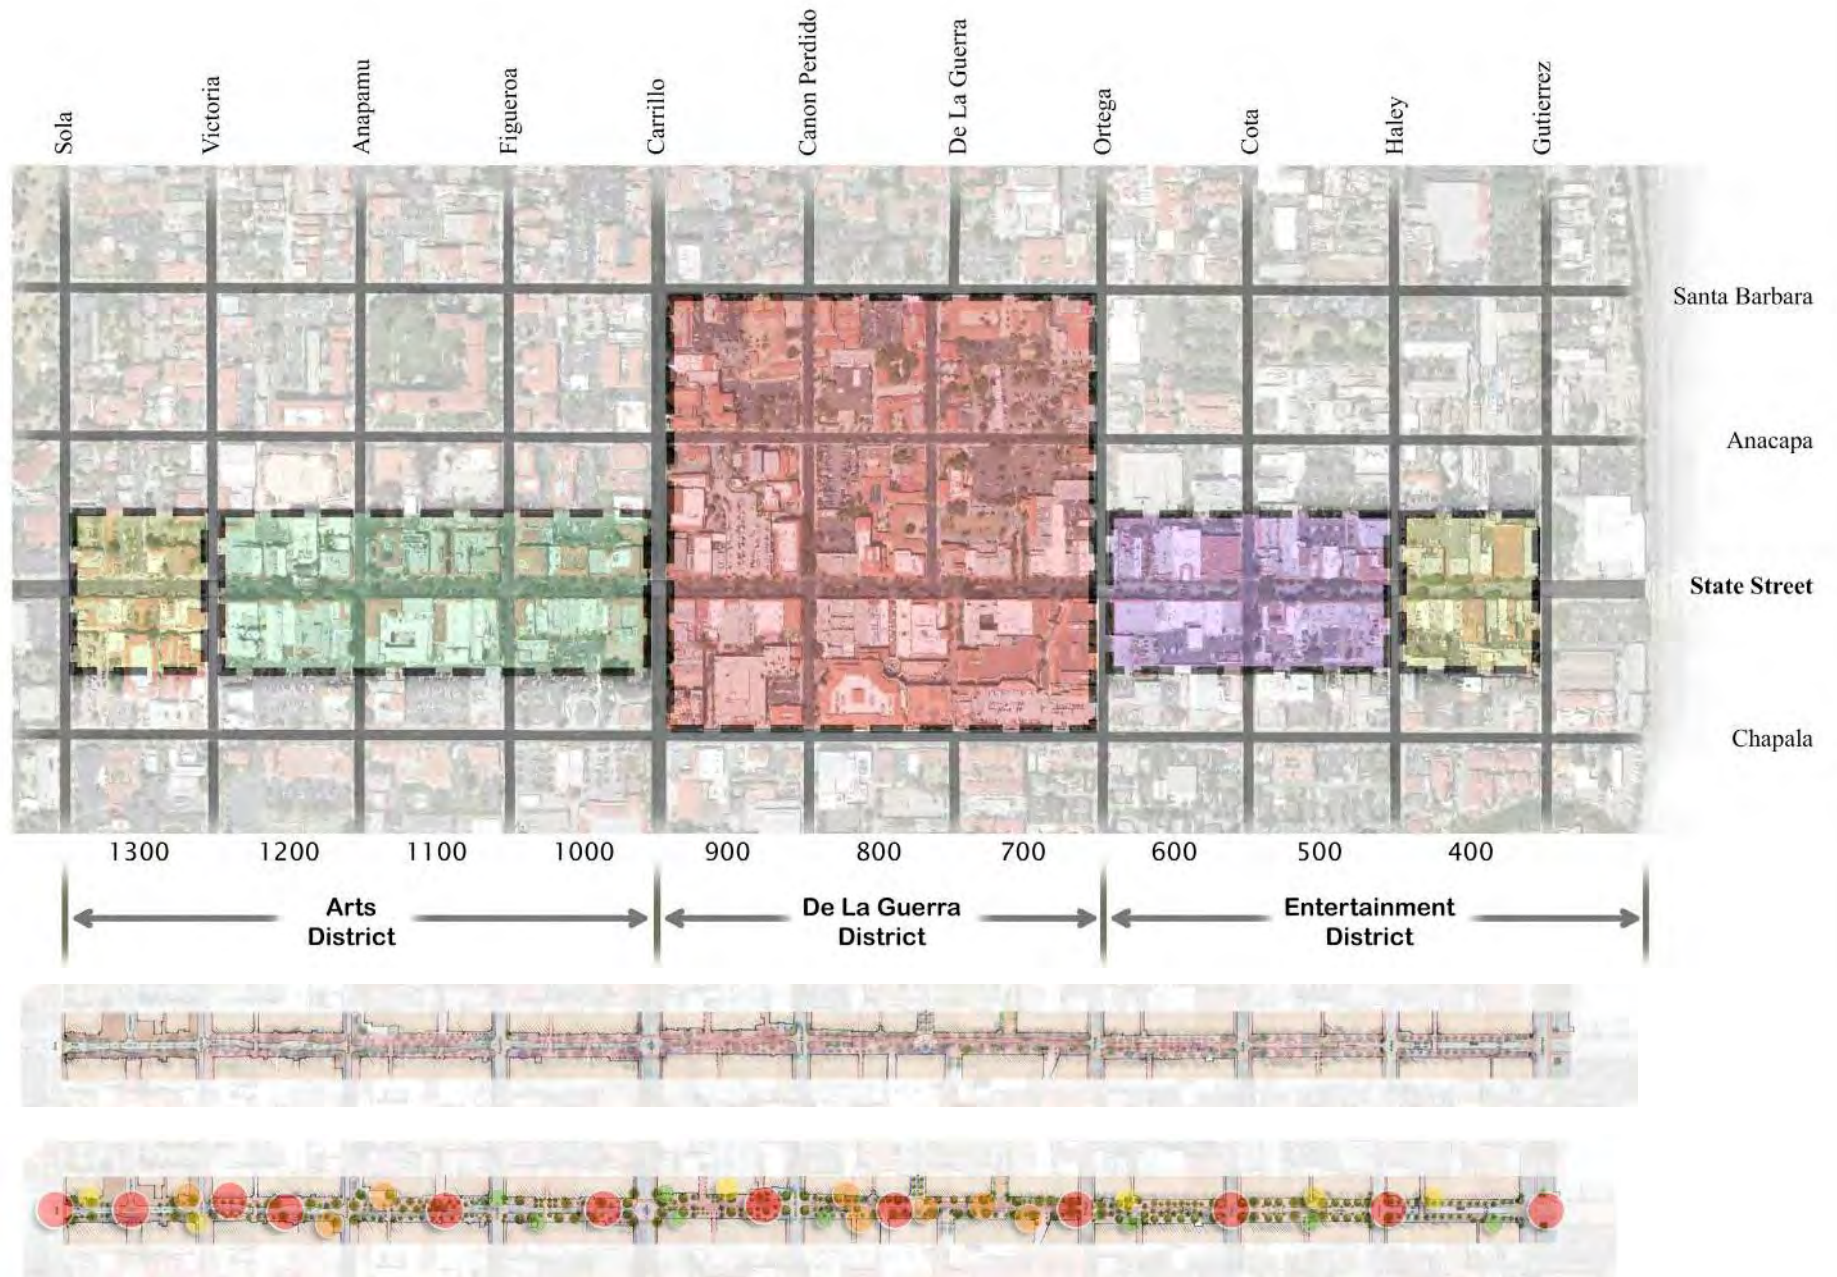 Sola
Victoria
Anapamu
Figueroa
Carrillo
Canon Perdido
De La Guerra
Ortega
Cota
Haley
Gutierrez
Santa Barbara
Anacapa
State Street
Chapala
1300 1200 1100 1000 900 800 700 600 500 400
Arts
District
De La Guerra
District
Entertainment
District